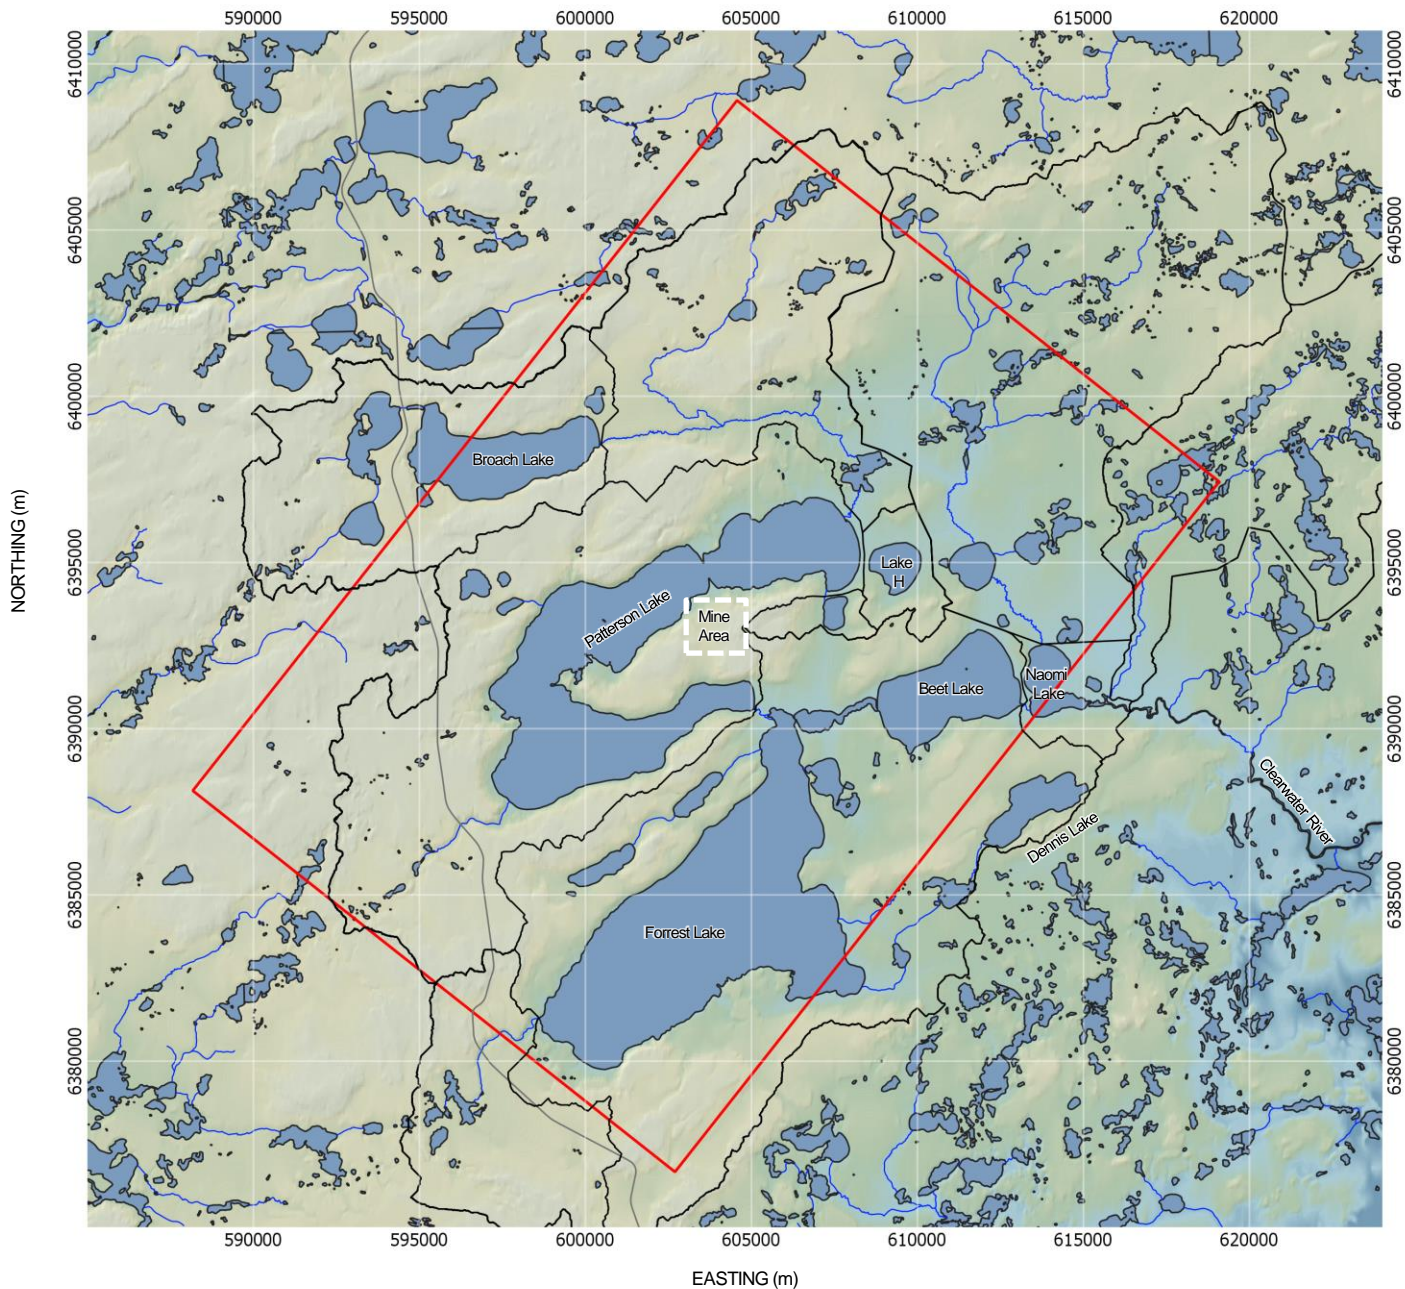 590000 595000 600000 605000 610000 615000 620000
6410000 6410000
6405000 6405000
6400000 6400000
Broach Lake
NORTHING (m)
6395000 6395000
Lake
H
Patterson Lake
Mine
Area
Naomi
Lake
Beet Lake
6390000 6390000
Clearwater River
Dennis Lake
6385000 6385000
Forrest Lake
6380000 6380000
590000 595000 600000 605000 610000 615000 620000
EASTING (m)